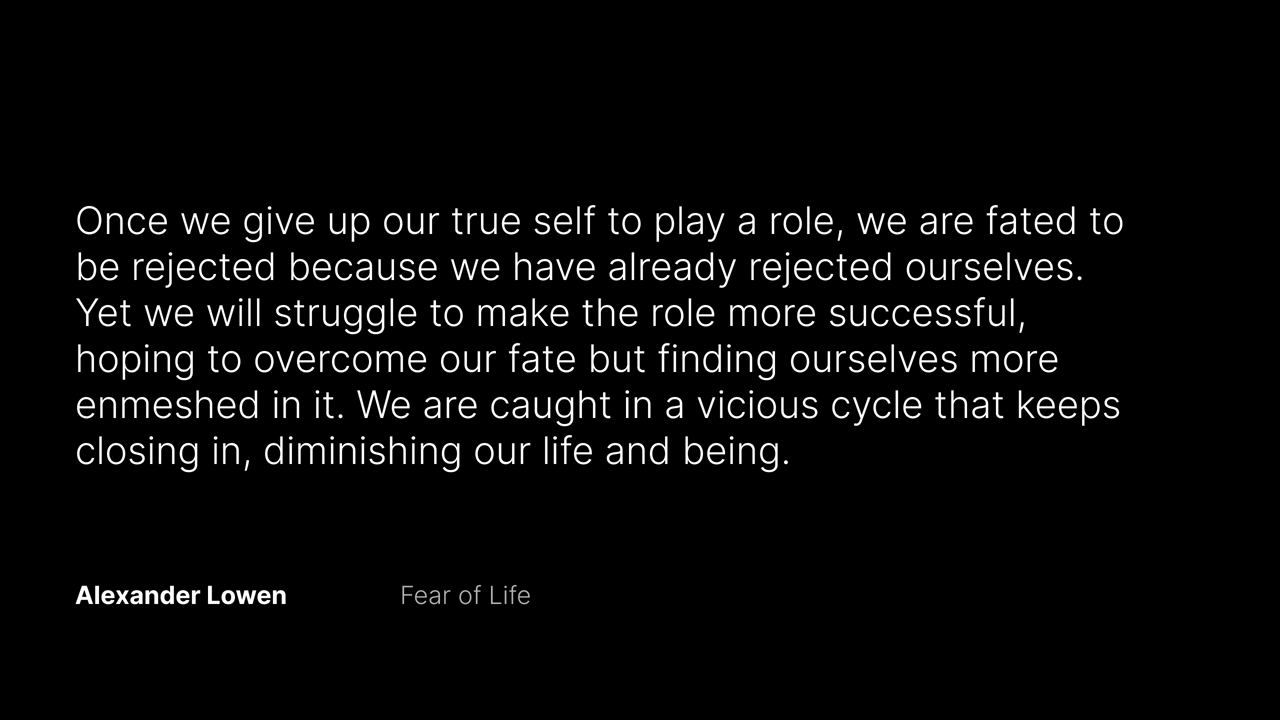 Once we give up our true self to play a role, we are fated to
be rejected because we have already rejected ourselves.
Yet we will struggle to make the role more successful,
hoping to overcome our fate but finding ourselves more
enmeshed in it. We are caught in a vicious cycle that keeps
closing in, diminishing our life and being.
Alexander Lowen Fear of Life